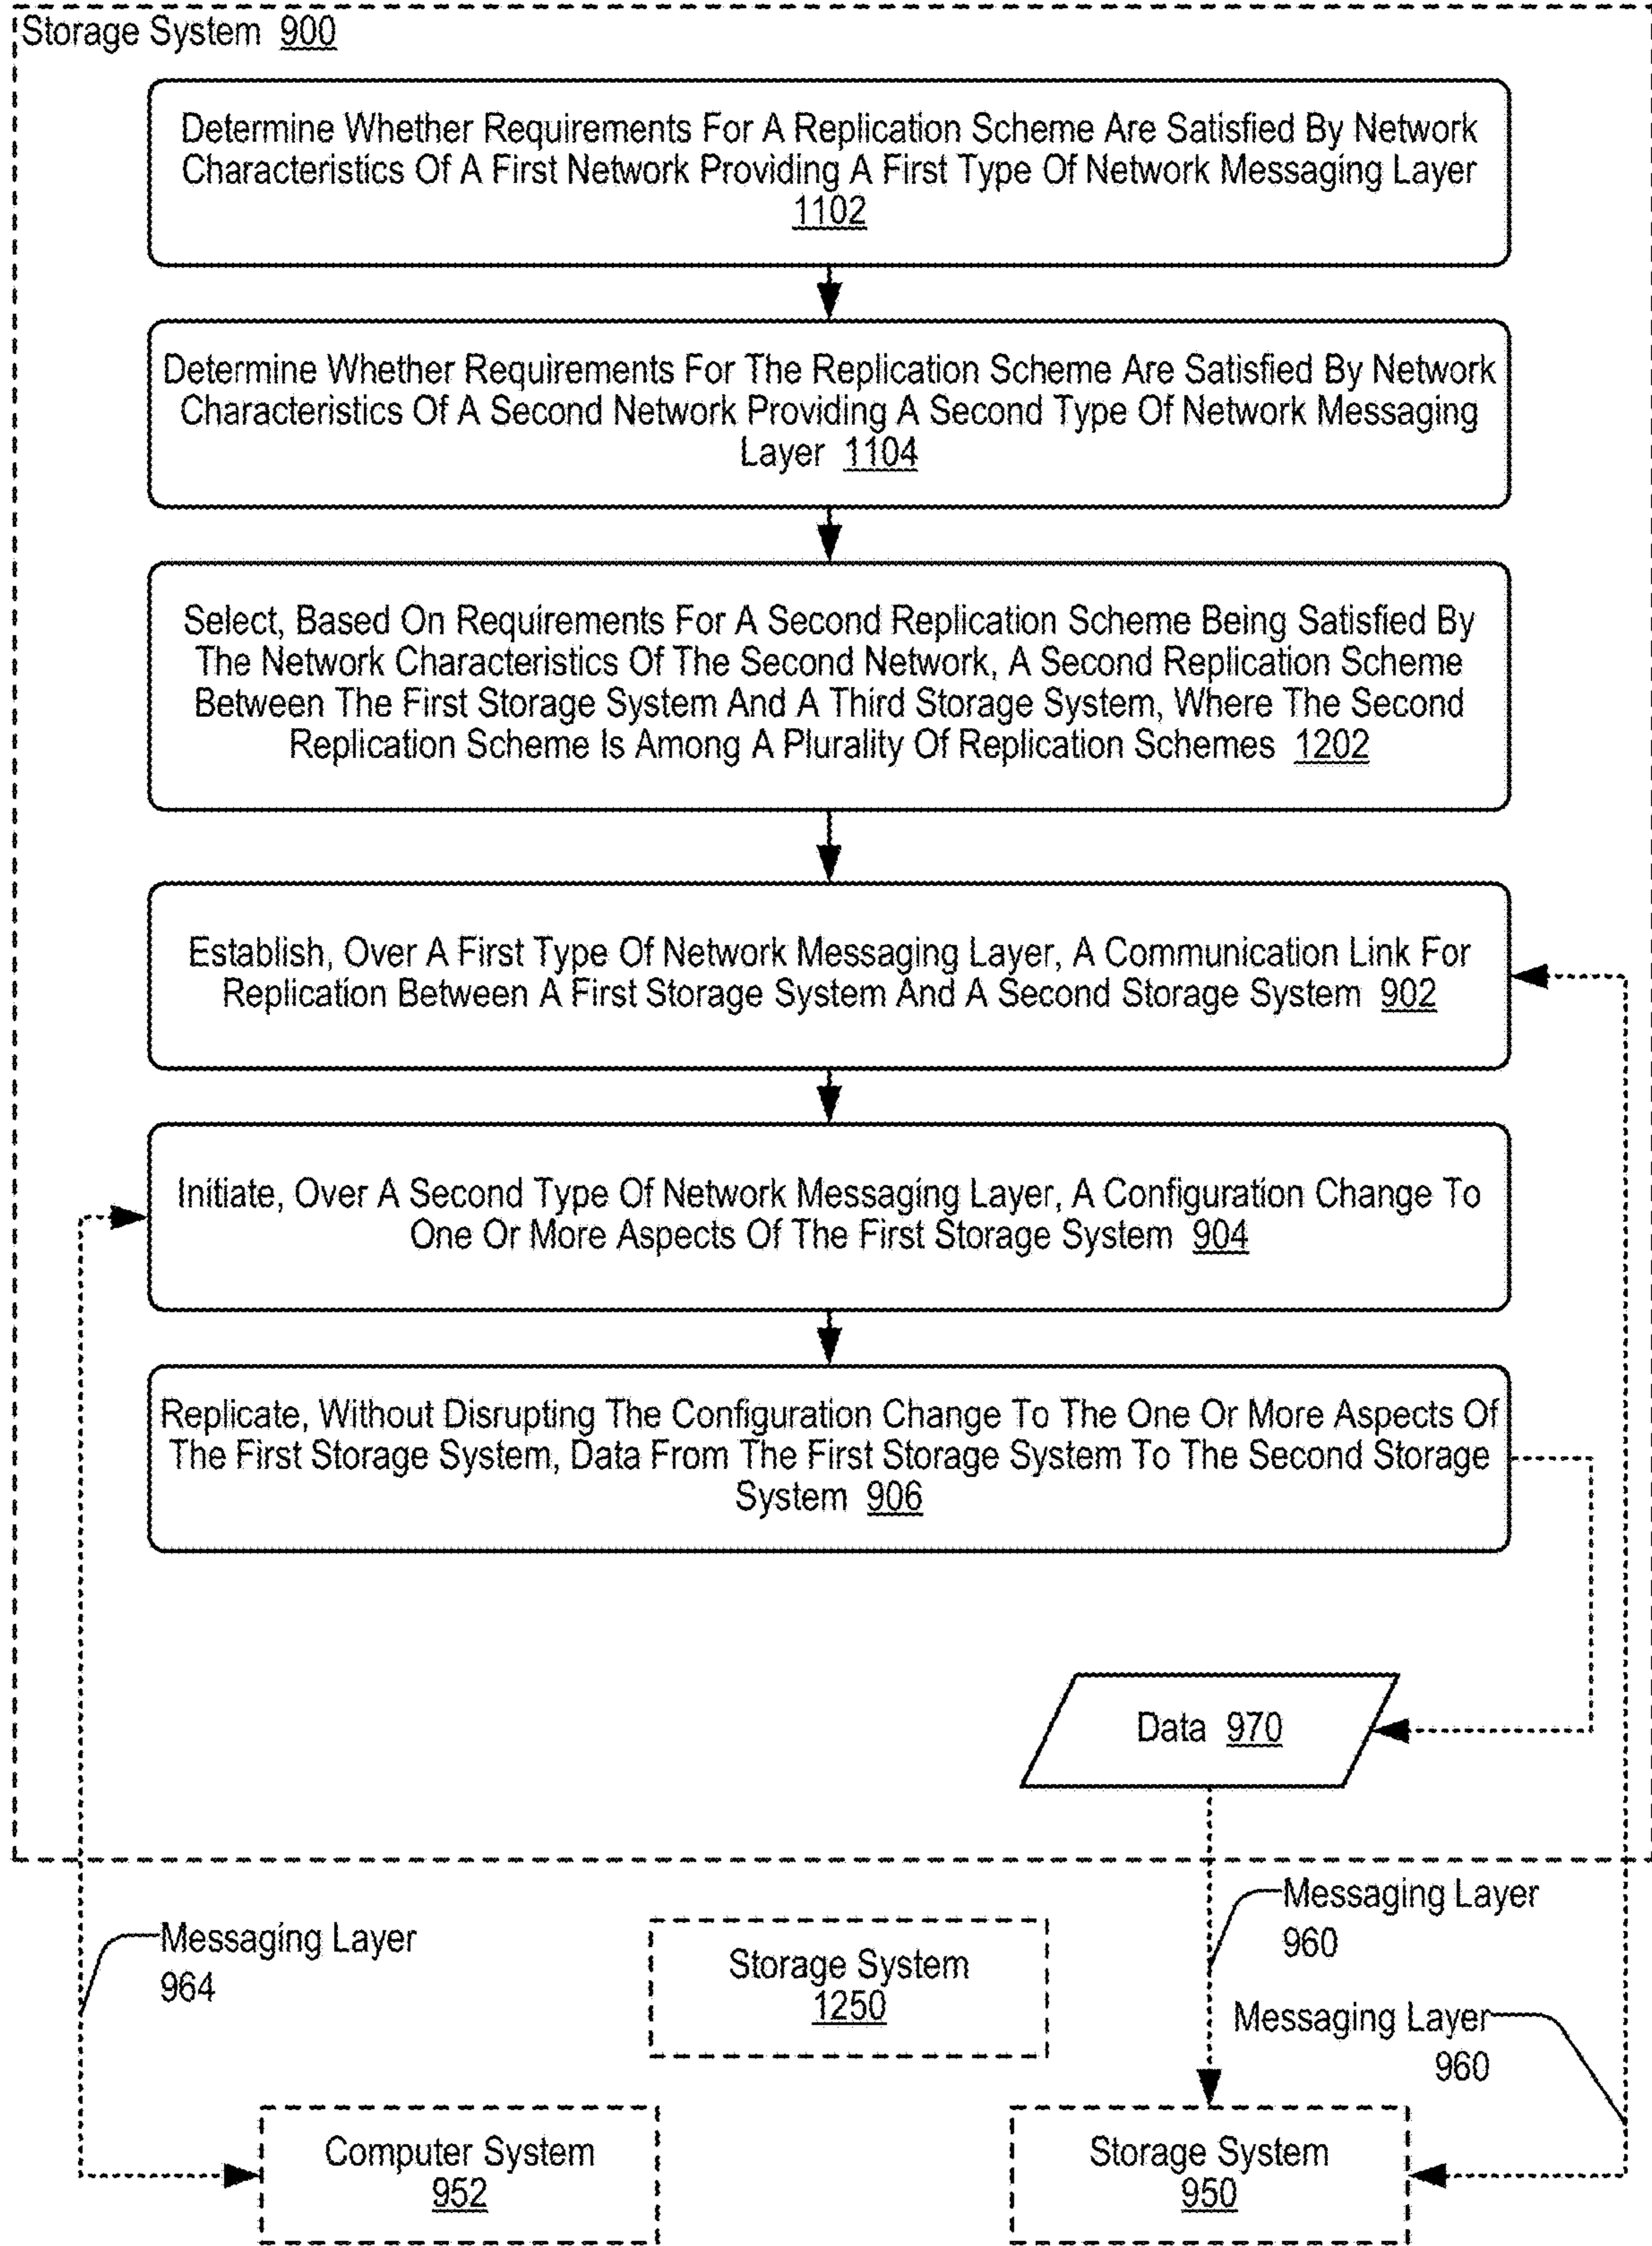 Storage System 900
Determine Whether Requirements For A Replication Scheme Are Satisfied By Network
Characteristics Of A First Network Providing A First Type Of Network Messaging Layer
1102
Determine Whether Requirements For The Replication Scheme Are Satisfied By Network
Characteristics Of A Second Network Providing A Second Type Of Network Messaging
Layer 1104
Select, Based On Requirements For A Second Replication Scheme Being Satisfied By
The Network Characteristics Of The Second Network, A Second Replication Scheme
Between The First Storage System And A Third Storage System, Where The Second
Replication Scheme Is Among A Plurality Of Replication Schemes 1202
Establish, Over A First Type Of Network Messaging Layer, A Communication Link For
Replication Between A First Storage System And A Second Storage System 902
Initiate, Over A Second Type Of Network Messaging Layer, A Configuration Change To
One Or More Aspects Of The First Storage System 904
Replicate, Without Disrupting The Configuration Change To The One Or More Aspects Of
The First Storage System, Data From The First Storage System To The Second Storage
System 906
Data 970
Messaging Layer
960
Messaging Layer
964
Storage System
1250
Messaging Layer
960
Computer System
952
Storage System
950